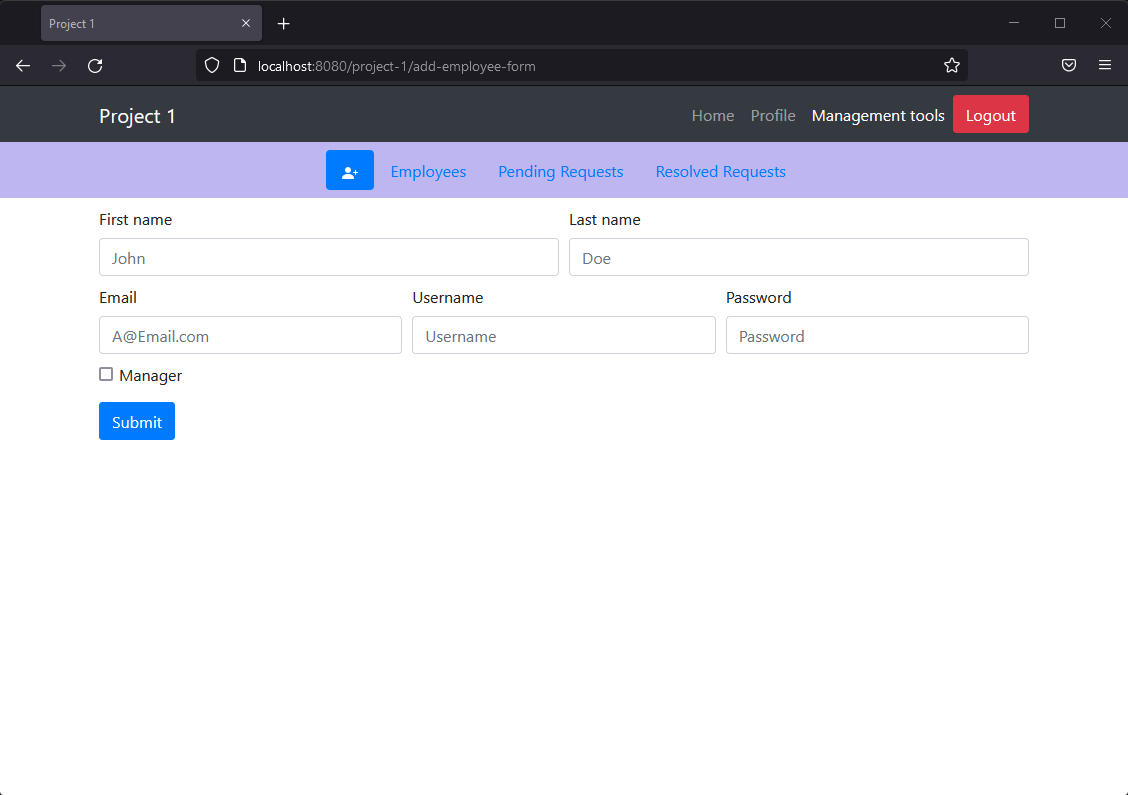 Project 1
localhost:8080/project-1/add-employee-form
Project 1 Home Profile Management tools Logout
Employees Pending Requests Resolved Requests
First name Last name
John Doe
Email Username Password
A@Email.com Username Password
Manager
Submit